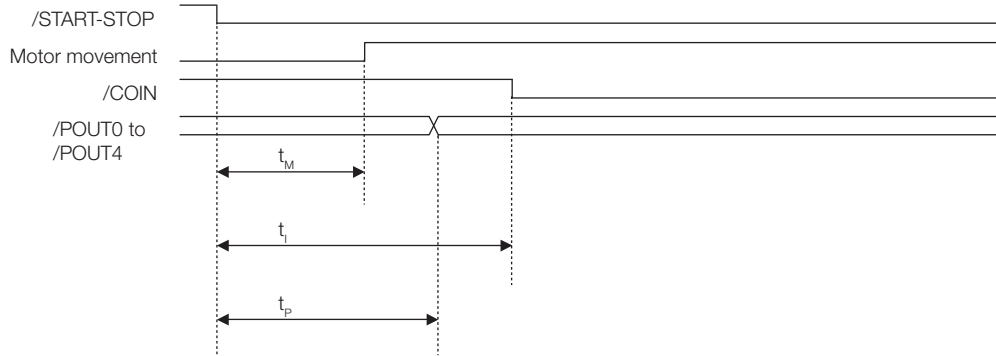 /START-STOP
Motor movement
/COIN
/POUT0 to
/POUT4
tM
tI
tP